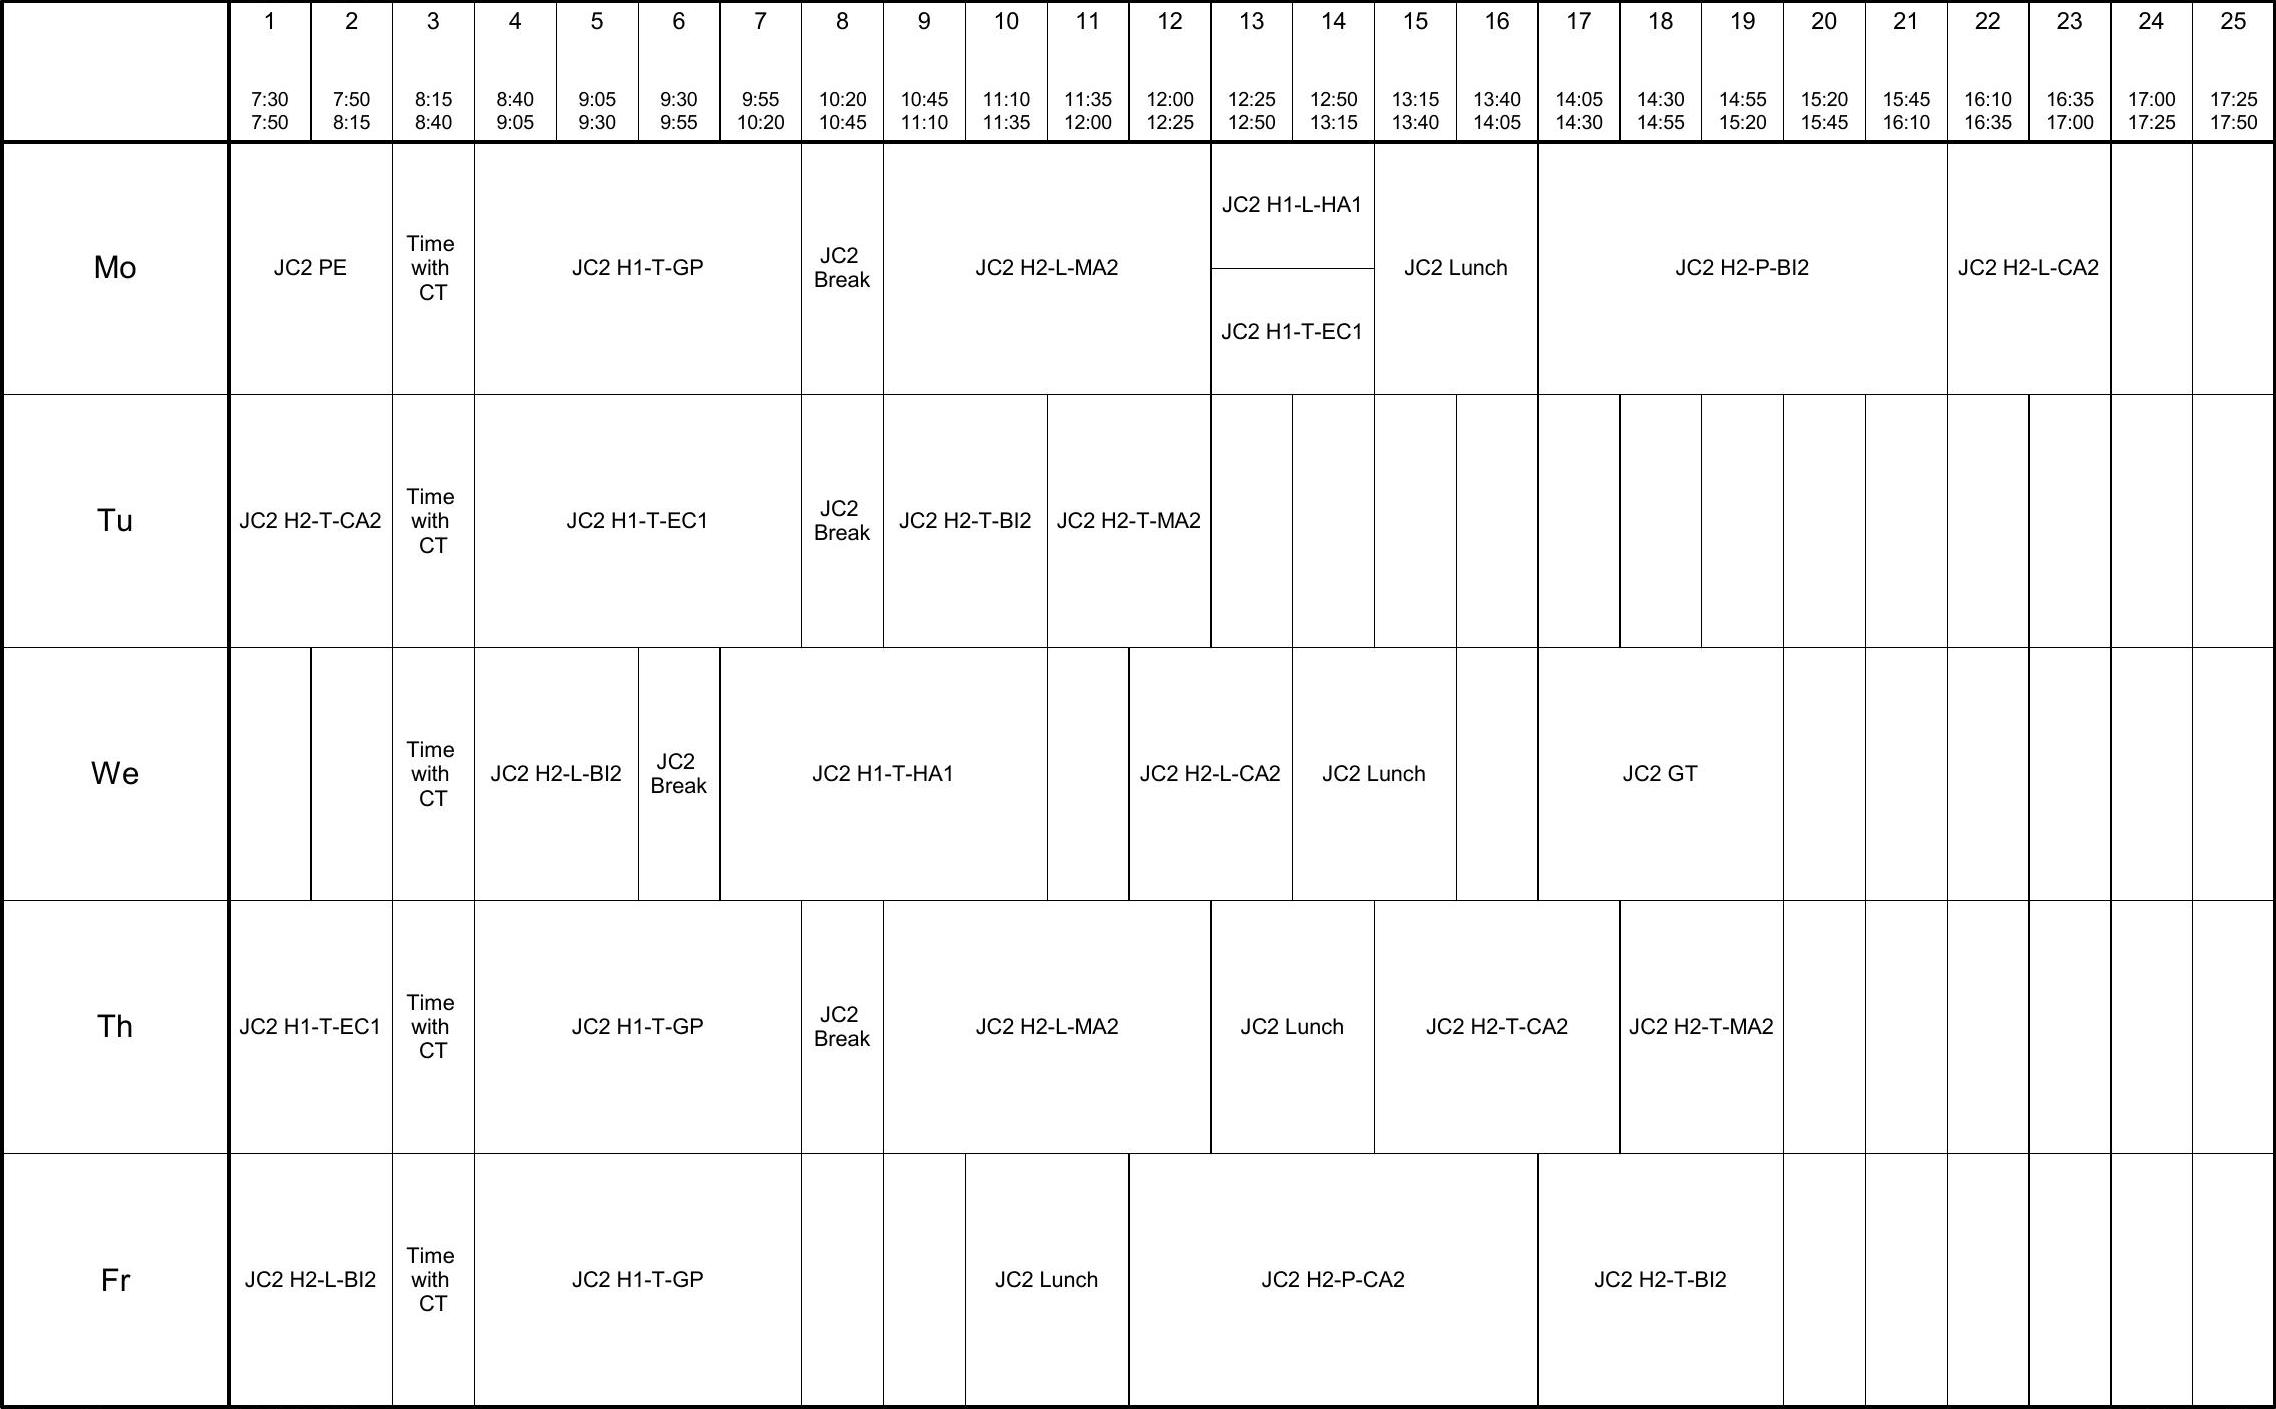 1 2 3 4 5 6 7 8 9 10 11 12 13 14 15 16 17 18 19 20 21 22 23 24 25
7:30 7:50 8:15 8:40 9:05 9:30 9:55 10:20 10:45 11:10 11:35 12:00 12:25 12:50 13:15 13:40 14:05 14:30 14:55 15:20 15:45 16:10 16:35 17:00 17:25
7:50 8:15 8:40 9:05 9:30 9:55 10:20 10:45 11:10 11:35 12:00 12:25 12:50 13:15 13:40 14:05 14:30 14:55 15:20 15:45 16:10 16:35 17:00 17:25 17:50
Mo
JC2 PE
Time
with
CT
JC2 H1-T-GP
JC2
Break
JC2 H2-L-MA2
JC2 H1-L-HA1
JC2 H1-T-EC1
JC2 Lunch
JC2 H2-P-BI2
JC2 H2-L-CA2
Tu
JC2 H2-T-CA2
Time
with
CT
JC2 H1-T-EC1
JC2
Break
JC2 H2-T-BI2
JC2 H2-T-MA2
We
Time
with
CT
JC2 H2-L-BI2
JC2
Break
JC2 H1-T-HA1
JC2 H2-L-CA2
JC2 Lunch
JC2 GT
Th
JC2 H1-T-EC1
Time
with
CT
JC2 H1-T-GP
JC2
Break
JC2 H2-L-MA2
JC2 Lunch
JC2 H2-T-CA2
JC2 H2-T-MA2
Fr
JC2 H2-L-BI2
Time
with
CT
JC2 H1-T-GP
JC2 Lunch
JC2 H2-P-CA2
JC2 H2-T-BI2